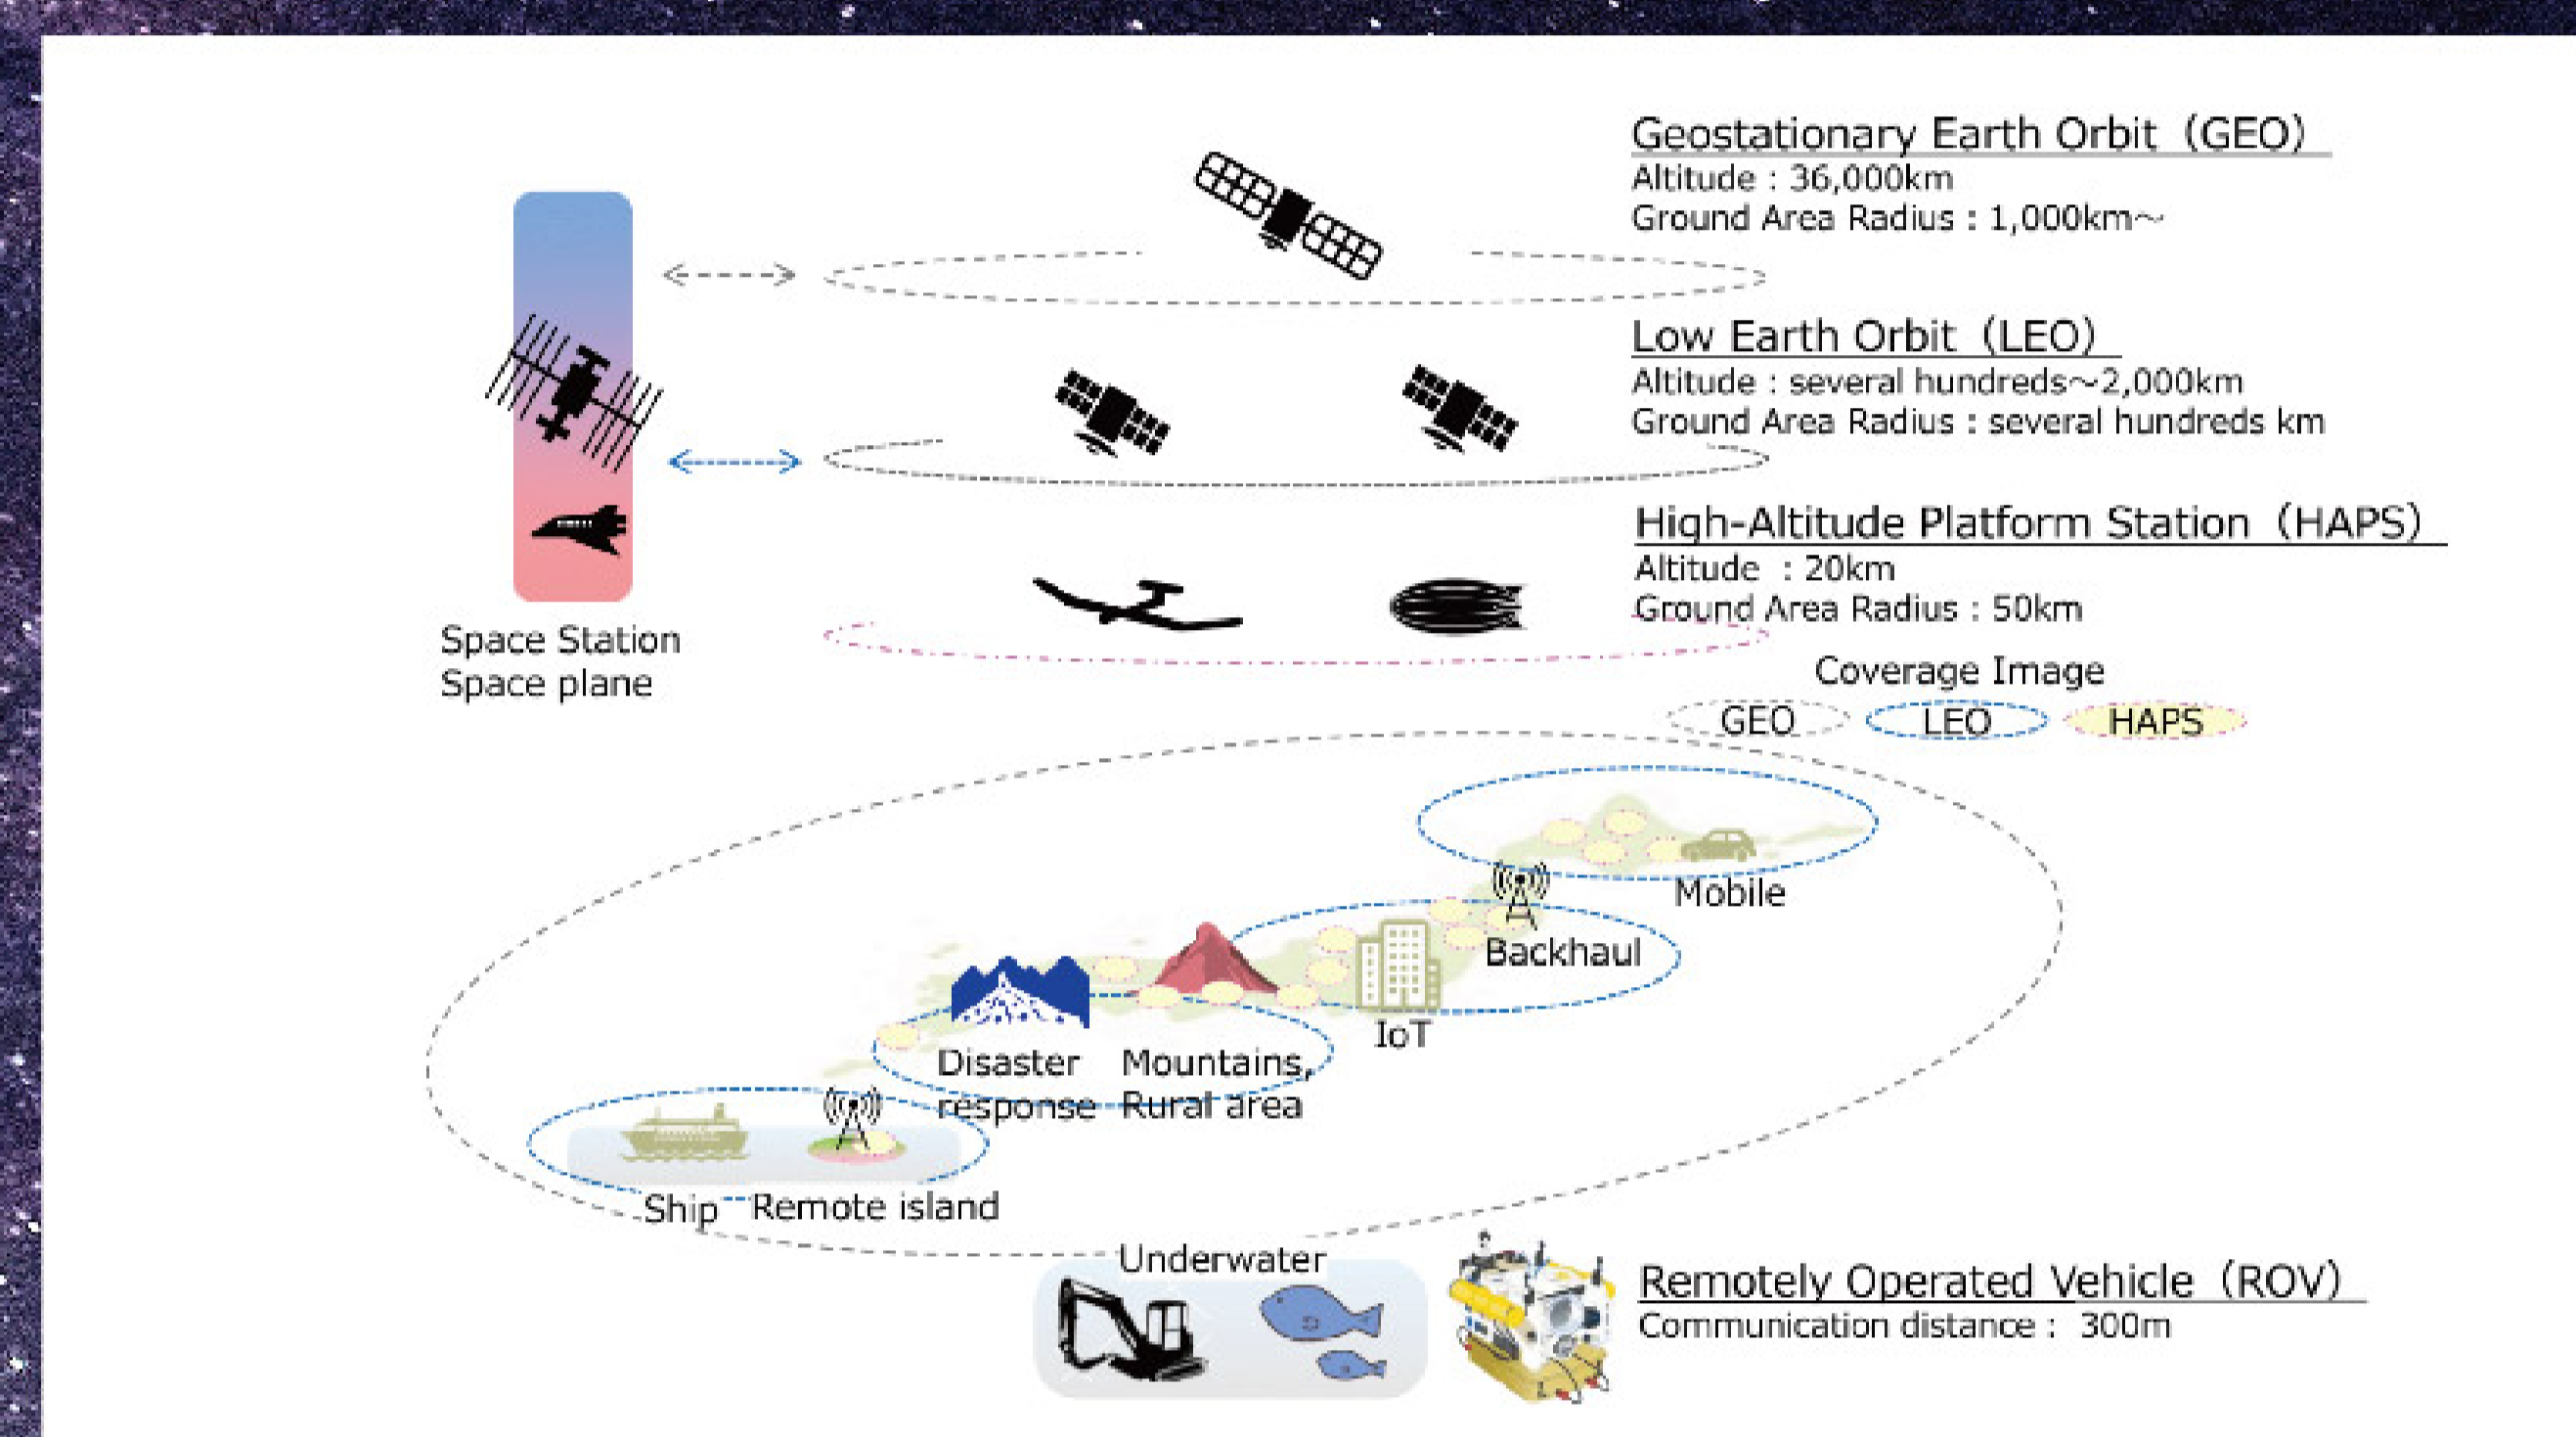 Geostationary Earth Orbit（GEO）
Altitude : 36,000km
Ground Area Radius : 1,000km～
Low Earth Orbit（LEO）
Altitude : several hundreds～2,000km
Ground Area Radius : several hundreds km
High-Altitude Platform Station（HAPS）
Altitude : 20km
Ground Area Radius : 50km
Space Station
Space plane
Coverage Image
GEO
LEO
HAPS
Mobile
Backhaul
IoT
Disaster
response
Mountains,
Rural area
Ship
Remote island
Underwater
Remotely Operated Vehicle（ROV）
Communication distance : 300m